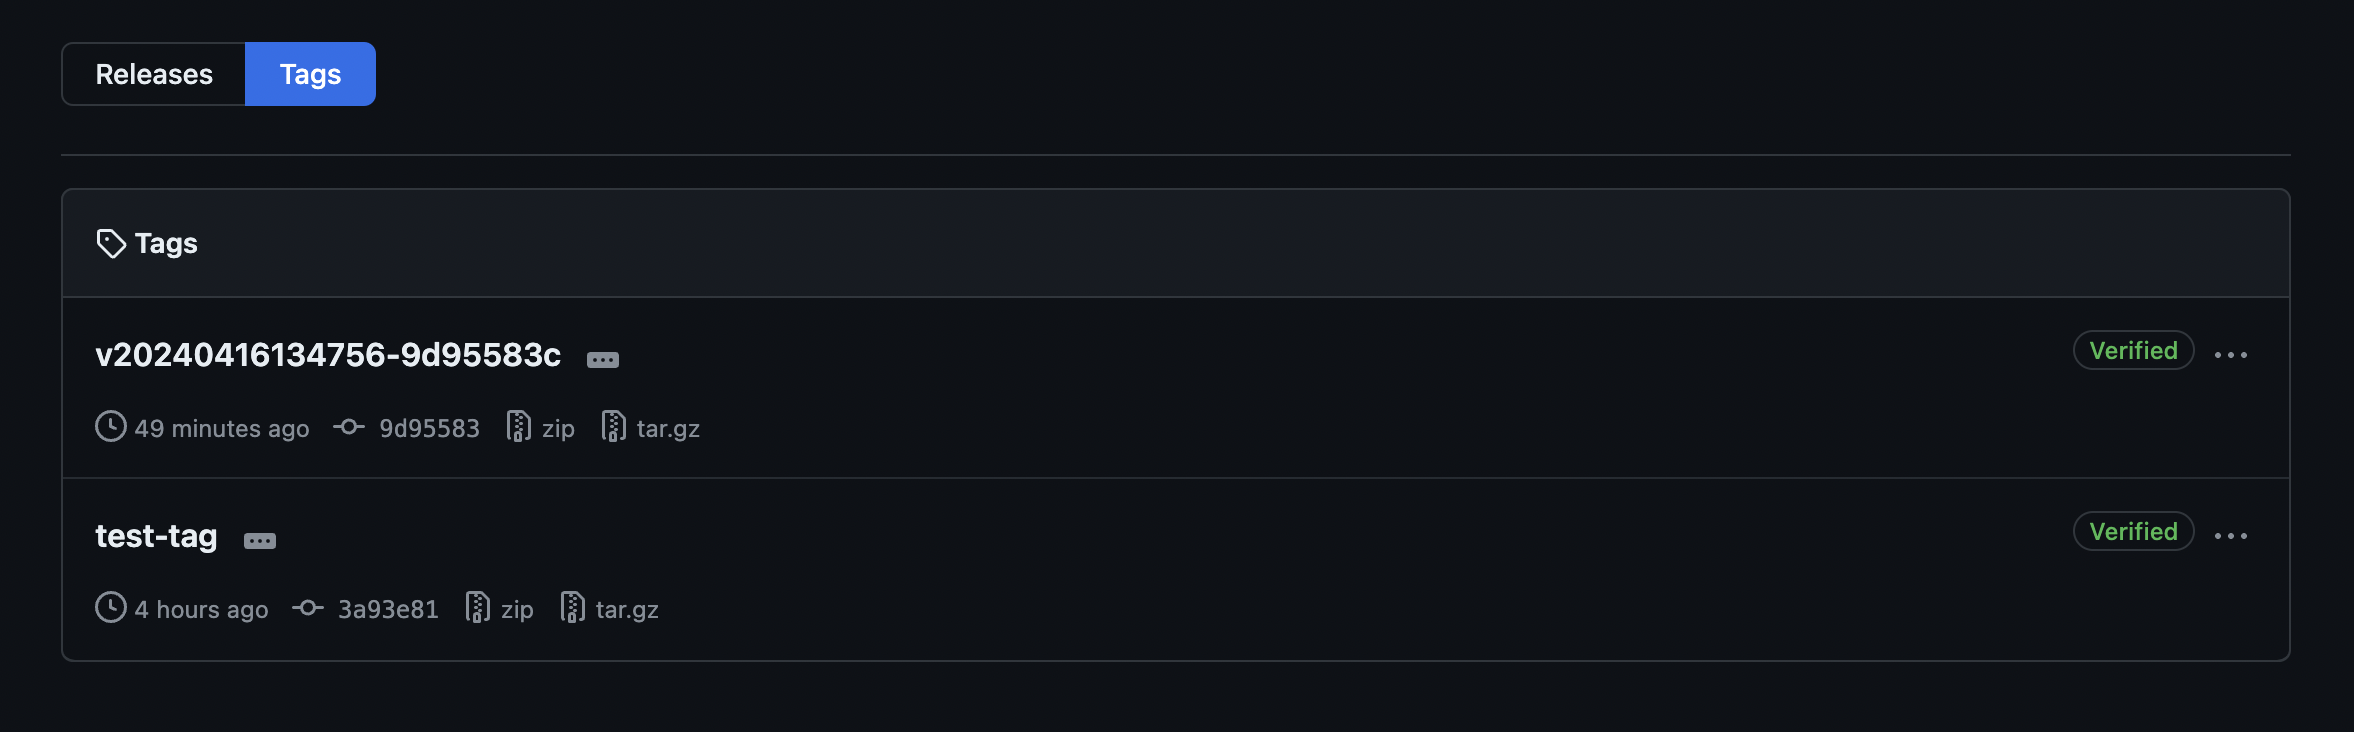 Releases Tags
Tags
v20240416134756-9d95583c Verified
49 minutes ago 9d95583 zip tar.gz
test-tag Verified
4 hours ago 3a93e81 zip tar.gz